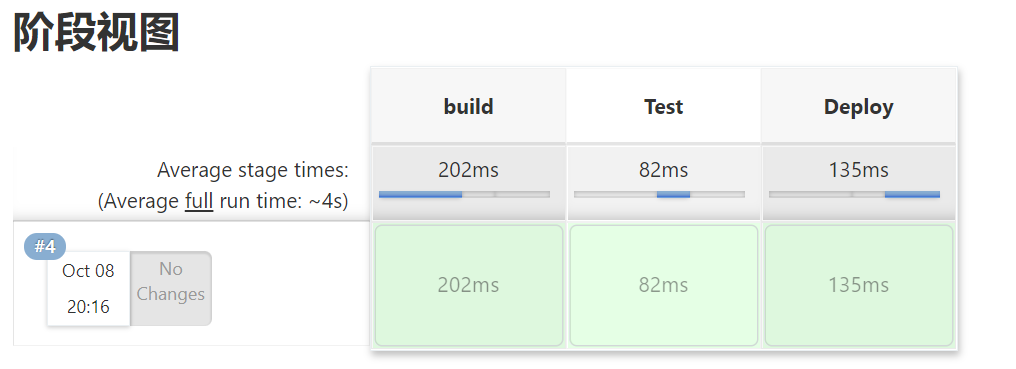 阶段视图
build Test Deploy
Average stage times: 202ms 82ms 135ms
(Average full run time: ~4s)
#4
Oct 08
20:16
No
Changes
202ms 82ms 135ms